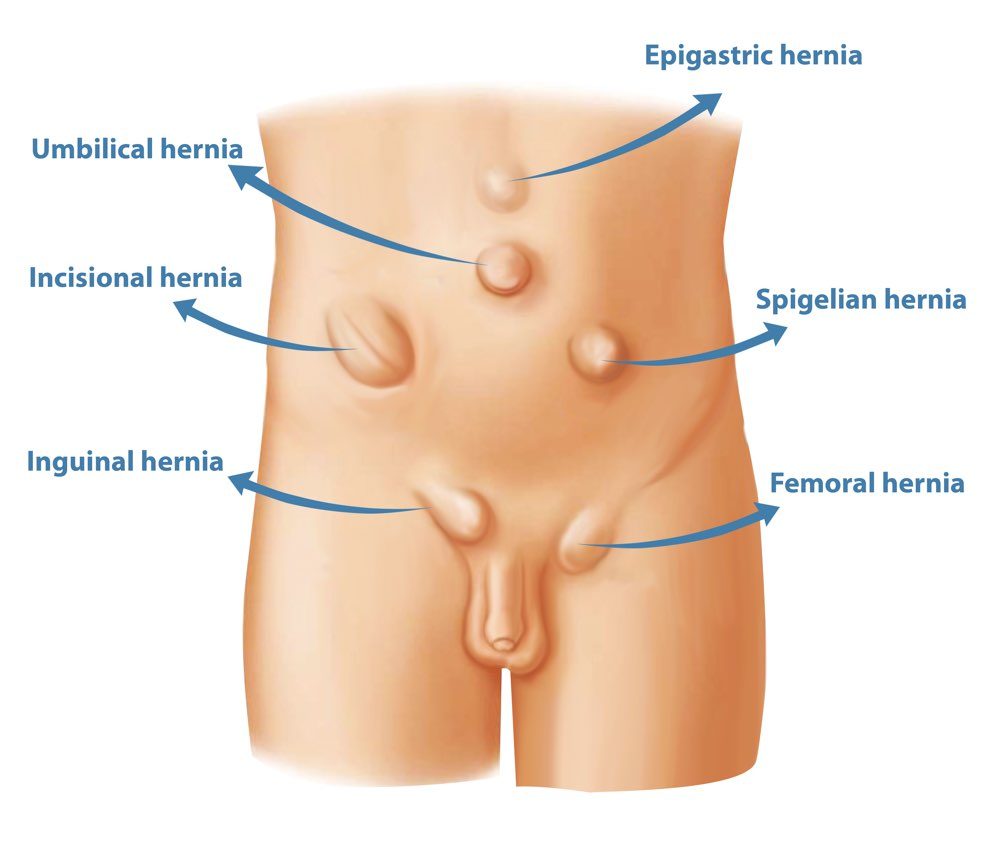 Epigastric hernia
Umbilical hernia
Incisional hernia
Spigelian hernia
Inguinal hernia
Femoral hernia